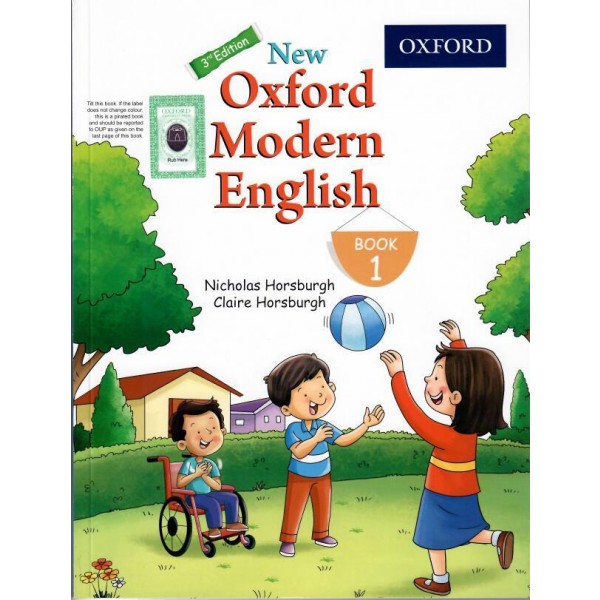 3rd Edition
OXFORD
New
Oxford
Modern
English
Tilt this book. If the label
does not change colour,
this is a pirated book
and should be reported
to OUP as given on the
last page of this book.
OXFORD
Rub Here
BOOK
1
Nicholas Horsburgh
Claire Horsburgh